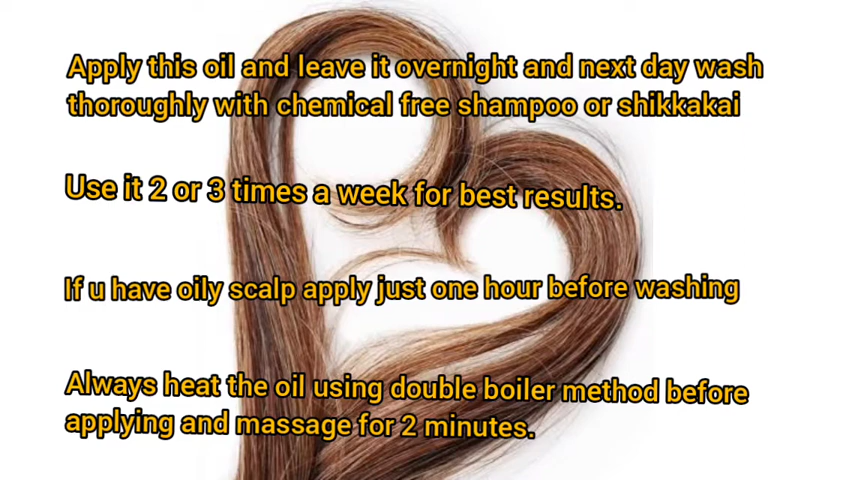 Apply this oil and leave it overnight and next day wash
thoroughly with chemical free shampoo or shikkakai
Use it 2 or 3 times a week for best results.
If u have oily scalp apply just one hour before washing
Always heat the oil using double boiler method before
applying and massage for 2 minutes.